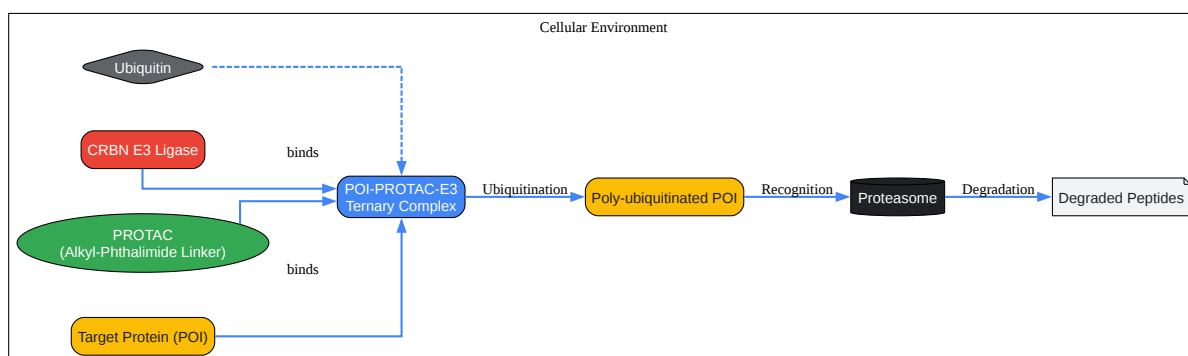 Cellular Environment
Ubiquitin
CRBN E3 Ligase
binds
POI-PROTAC-E3
Ternary Complex
Ubiquitination
Poly-ubiquitinated POI
Recognition
Proteasome
Degradation
Degraded Peptides
PROTAC
(Alkyl-Phthalimide Linker)
binds
Target Protein (POI)